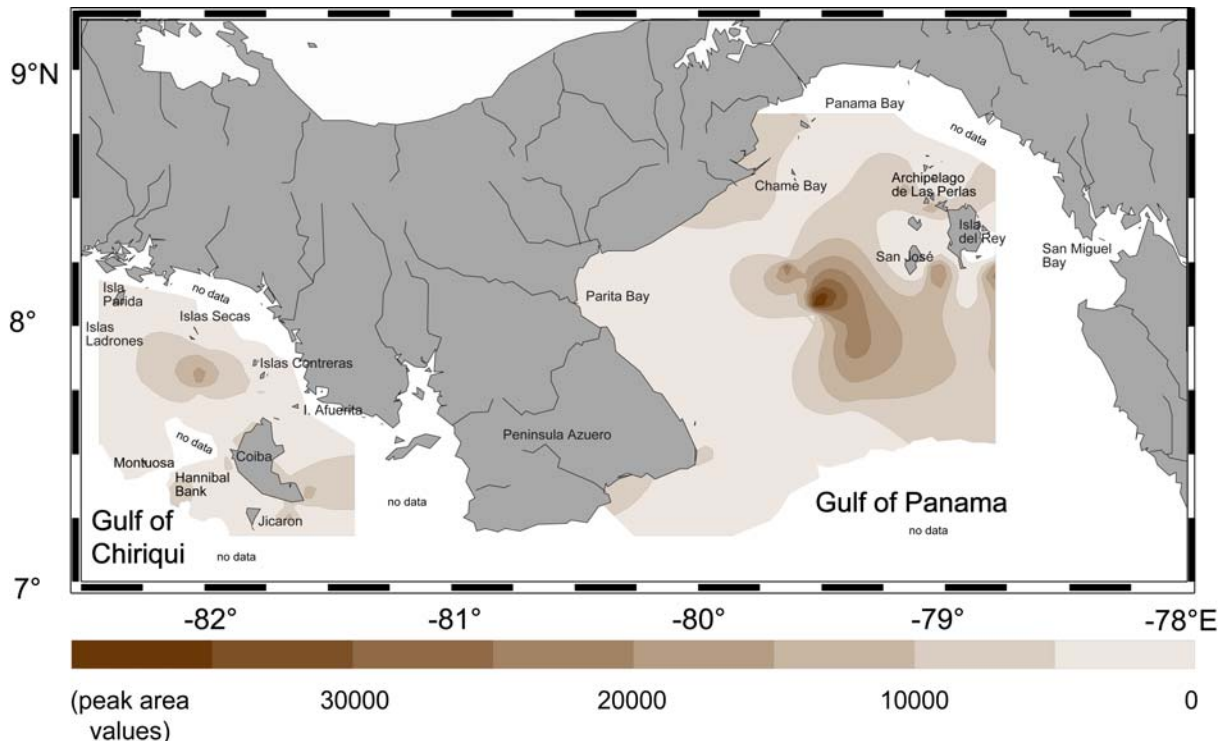 9°N
Panama Bay
no data
Chame Bay
Archipelago
de Las Perlas
Isla
del Rey
San José
San Miguel
Bay
Isla
Parida
no data
Islas Secas
Parita Bay
8°
Islas
Ladrones
Islas Contreras
I. Afuerita
no data
Peninsula Azuero
Coiba
Montuosa
Hannibal
Bank
no data
Gulf of Panama
no data
Jicaron
Gulf of
Chiriqui
no data
7°
-82°
-81°
-80°
-79°
-78°E
(peak area
values)
30000
20000
10000
0